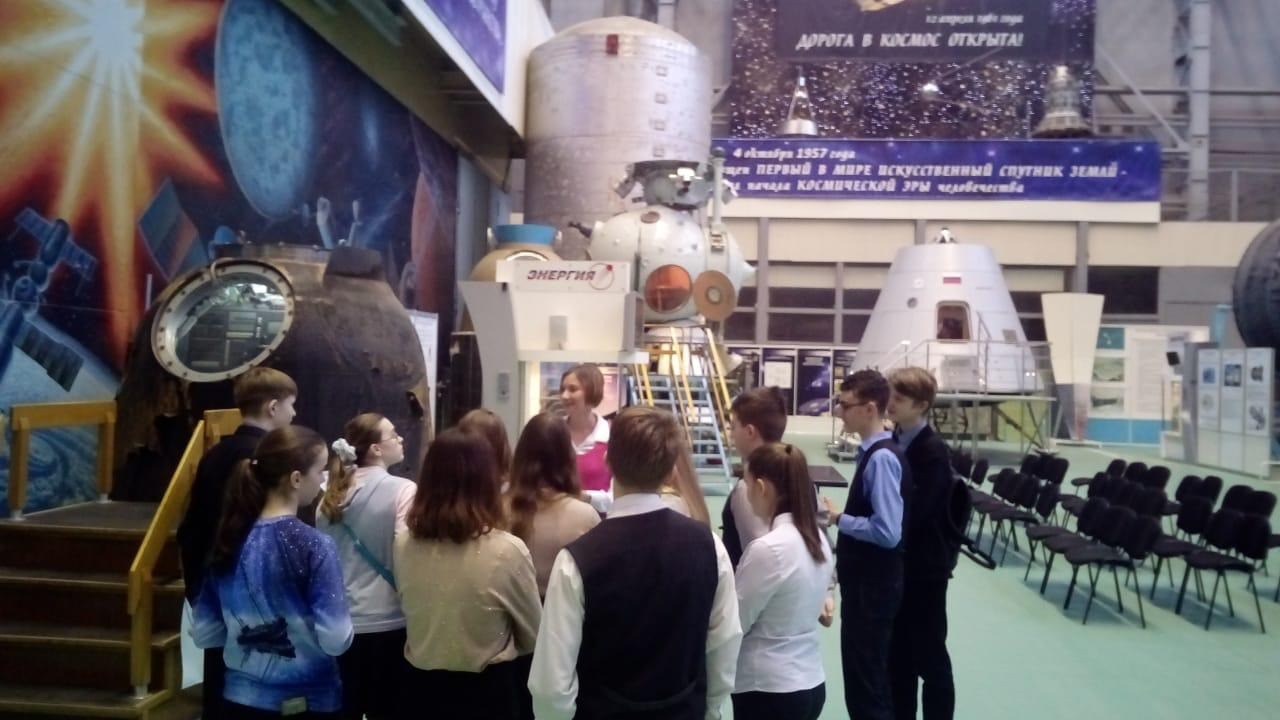 12 апреля 1961 года
ДОРОГА В КОСМОС ОТКРЫТА!
4 октября 1957 года
ПЕРВЫЙ В МИРЕ ИСКУССТВЕННЫЙ СПУТНИК ЗЕМЛИ -
начала КОСМИЧЕСКОЙ ЭРЫ человечества
ЭНЕРГИЯ